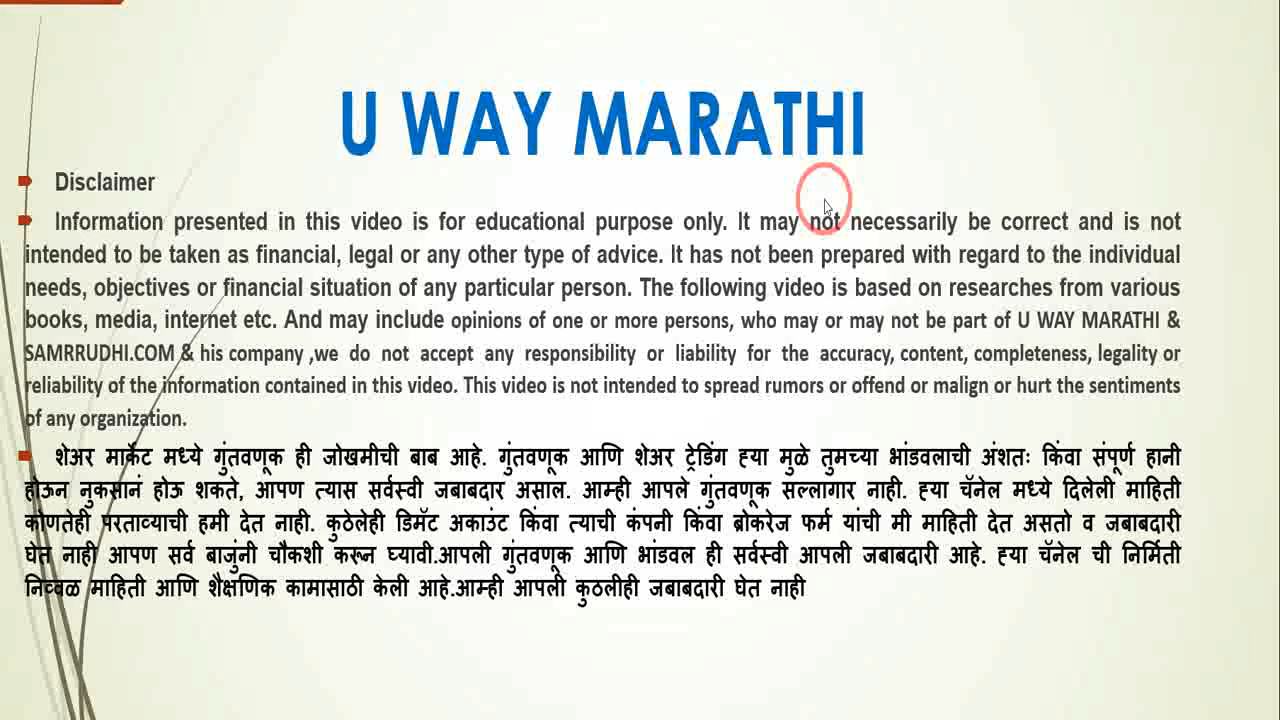 U WAY MARATHI
Disclaimer
Information presented in this video is for educational purpose only. It may not necessarily be correct and is not
intended to be taken as financial, legal or any other type of advice. It has not been prepared with regard to the individual
needs, objectives or financial situation of any particular person. The following video is based on researches from various
books, media, internet etc. And may include opinions of one or more persons, who may or may not be part of U WAY MARATHI &
SAMRRUDHI.COM & his company ,we do not accept any responsibility or liability for the accuracy, content, completeness, legality or
reliability of the information contained in this video. This video is not intended to spread rumors or offend or malign or hurt the sentiments
of any organization.
शेअर मार्केट मध्ये गुंतवणूक ही जोखमीची बाब आहे. गुंतवणूक आणि शेअर ट्रेडिंग ह्या मुळे तुमच्या भांडवलाची अंशतः किंवा संपूर्ण हानी
होऊन नुकसानं होऊ शकते, आपण त्यास सर्वस्वी जबाबदार असाल. आम्ही आपले गुंतवणूक सल्लागार नाही. ह्या चॅनेल मध्ये दिलेली माहिती
कोणतेही परताव्याची हमी देत नाही. कुठेलेही डिमॅट अकाउंट किंवा त्याची कंपनी किंवा ब्रोकरेज फर्म यांची मी माहिती देत असतो व जबाबदारी
घेत नाही आपण सर्व बाजुंनी चौकशी करून घ्यावी.आपली गुंतवणूक आणि भांडवल ही सर्वस्वी आपली जबाबदारी आहे. ह्या चॅनेल ची निर्मिती
निव्वळ माहिती आणि शैक्षणिक कामासाठी केली आहे.आम्ही आपली कुठलीही जबाबदारी घेत नाही